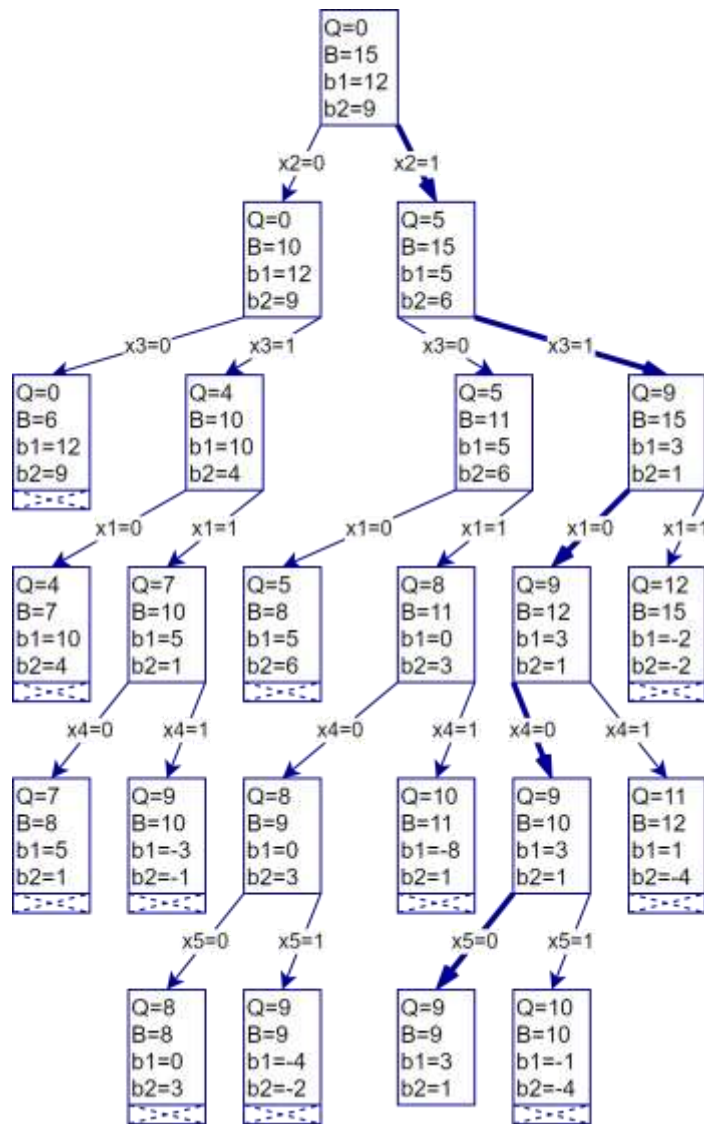 Q=0
B=15
b1=12
b2=9
x2=0
x2=1
Q=0
B=10
b1=12
b2=9
Q=5
B=15
b1=5
b2=6
x3=0
x3=1
x3=0
x3=1
Q=0
B=6
b1=12
b2=9
Q=4
B=10
b1=10
b2=4
Q=5
B=11
b1=5
b2=6
Q=9
B=15
b1=3
b2=1
x1=0
x1=1
x1=0
x1=1
x1=0
x1=1
Q=4
B=7
b1=10
b2=4
Q=7
B=10
b1=5
b2=1
Q=5
B=8
b1=5
b2=6
Q=8
B=11
b1=0
b2=3
Q=9
B=12
b1=3
b2=1
Q=12
B=15
b1=-2
b2=-2
x4=0
x4=1
x4=0
x4=1
x4=0
x4=1
Q=7
B=8
b1=5
b2=1
Q=9
B=10
b1=-3
b2=-1
Q=8
B=9
b1=0
b2=3
Q=10
B=11
b1=-8
b2=1
Q=9
B=10
b1=3
b2=1
Q=11
B=12
b1=1
b2=-4
x5=0
x5=1
x5=0
x5=1
Q=8
B=8
b1=0
b2=3
Q=9
B=9
b1=-4
b2=-2
Q=9
B=9
b1=3
b2=1
Q=10
B=10
b1=-1
b2=-4